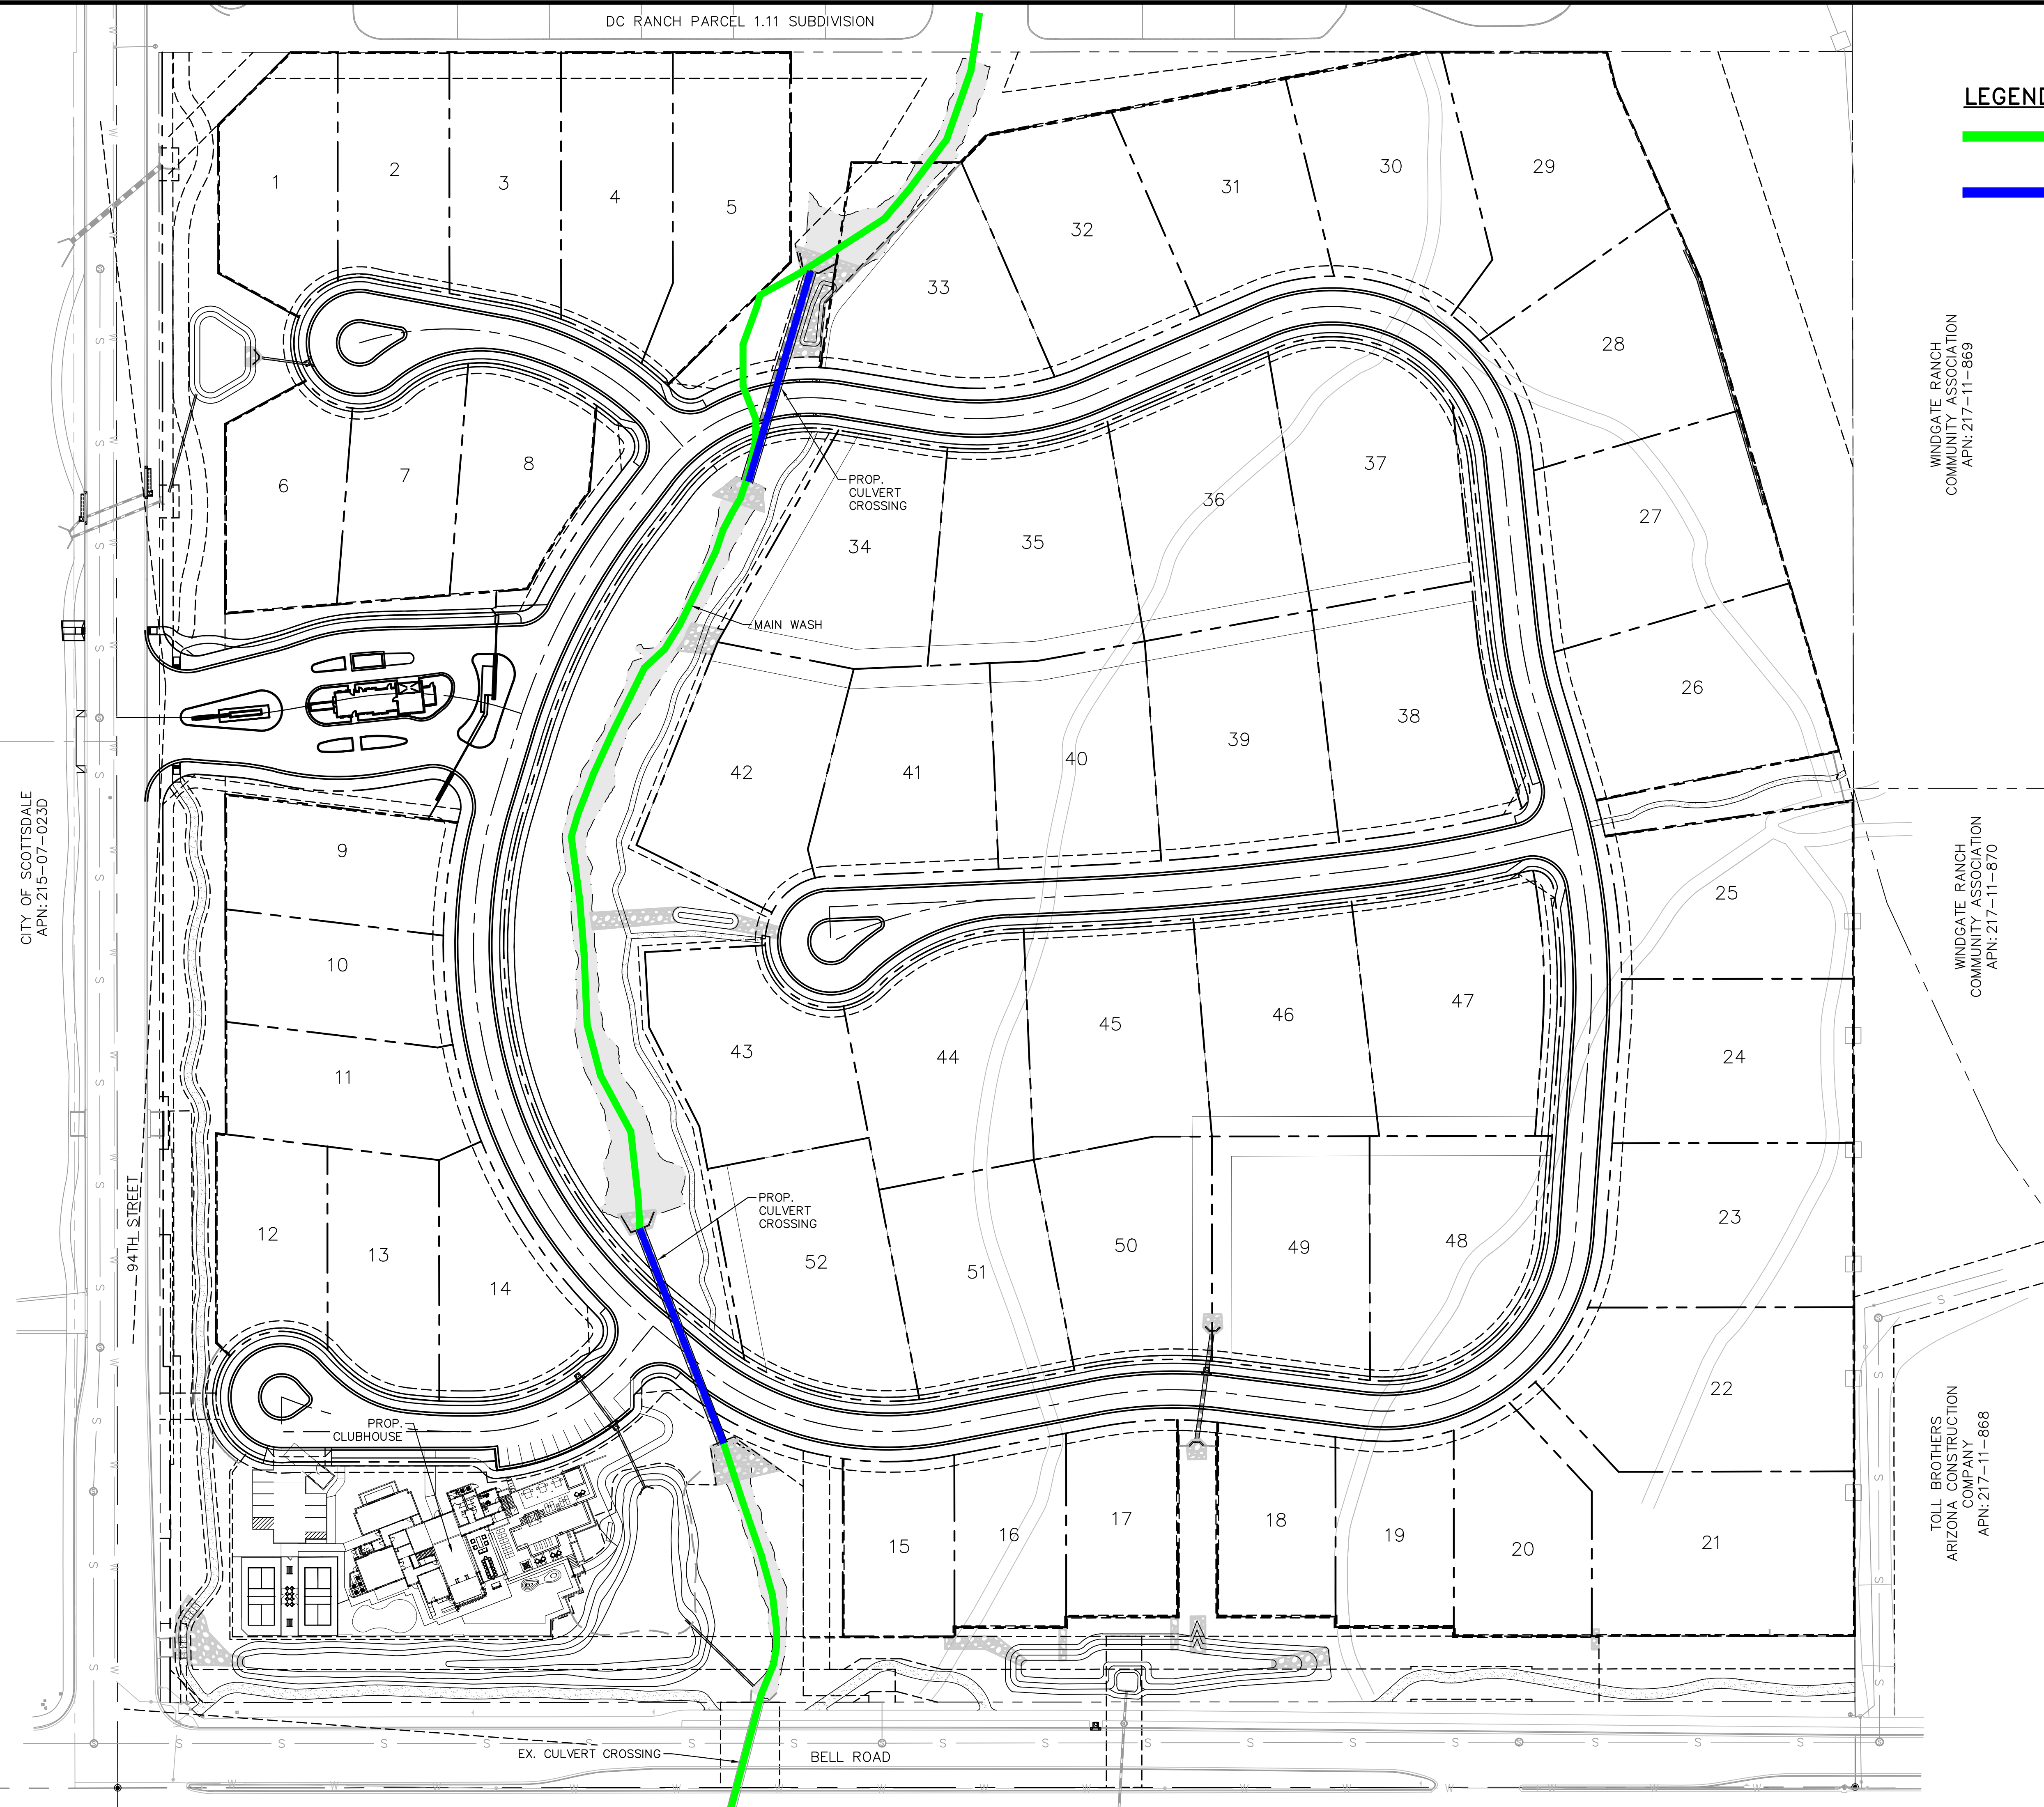 DC RANCH PARCEL 1.11 SUBDIVISION
LEGEND
1
2
3
4
5
33
32
31
30
29
28
27
26
6
7
8
PROP.
CULVERT
CROSSING
34
35
36
37
MAIN WASH
42
41
40
39
38
WINDGATE RANCH
COMMUNITY ASSOCIATION
APN: 217-11-869
CITY OF SCOTTSDALE
APN: 215-07-023D
9
10
11
25
24
23
22
WINDGATE RANCH
COMMUNITY ASSOCIATION
APN: 217-11-870
43
44
45
46
47
94TH STREET
12
13
14
PROP.
CULVERT
CROSSING
52
51
50
49
48
PROP.
CLUBHOUSE
15
16
17
18
19
20
21
TOLL BROTHERS
ARIZONA CONSTRUCTION
COMPANY
APN: 217-11-868
EX. CULVERT CROSSING
BELL ROAD